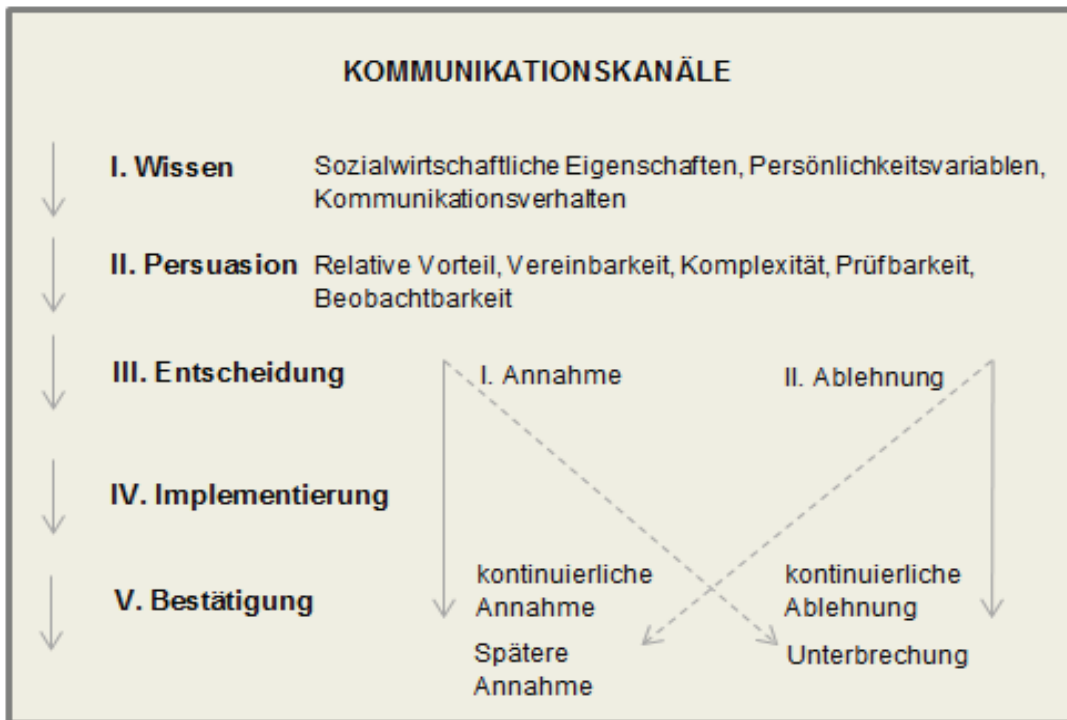 KOMMUNIKATIONSKANÄLE
I. Wissen Sozialwirtschaftliche Eigenschaften, Persönlichkeitsvariablen,
Kommunikationsverhalten
II. Persuasion Relative Vorteil, Vereinbarkeit, Komplexität, Prüfbarkeit,
Beobachtbarkeit
III. Entscheidung I. Annahme II. Ablehnung
IV. Implementierung
V. Bestätigung
kontinuierliche
Annahme
kontinuierliche
Ablehnung
Spätere
Annahme
Unterbrechung